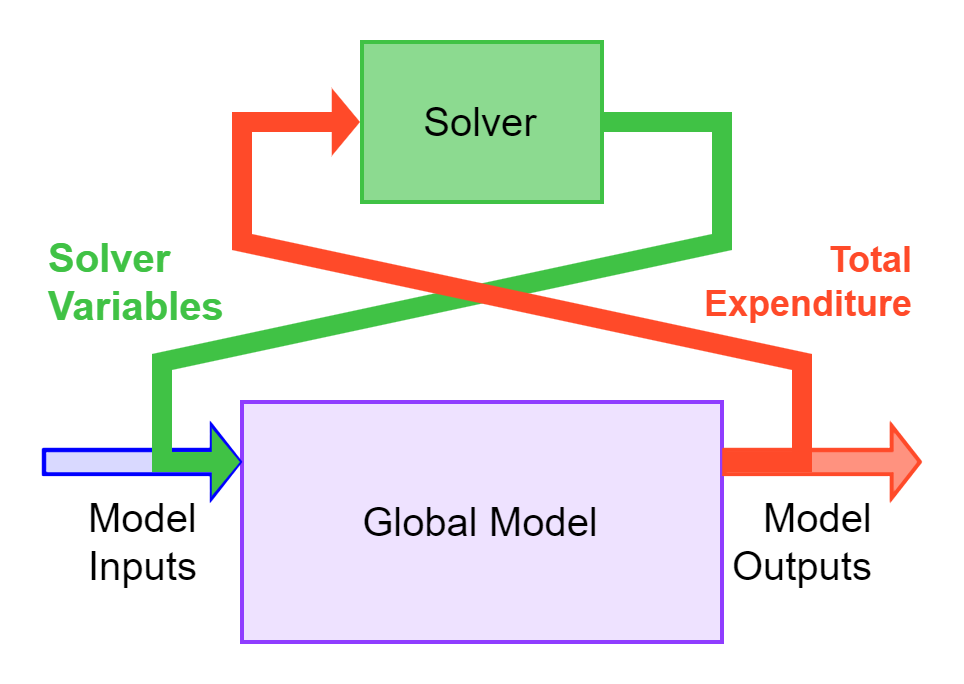 Solver
Solver
Variables
Total
Expenditure
Global Model
Model
Inputs
Model
Outputs